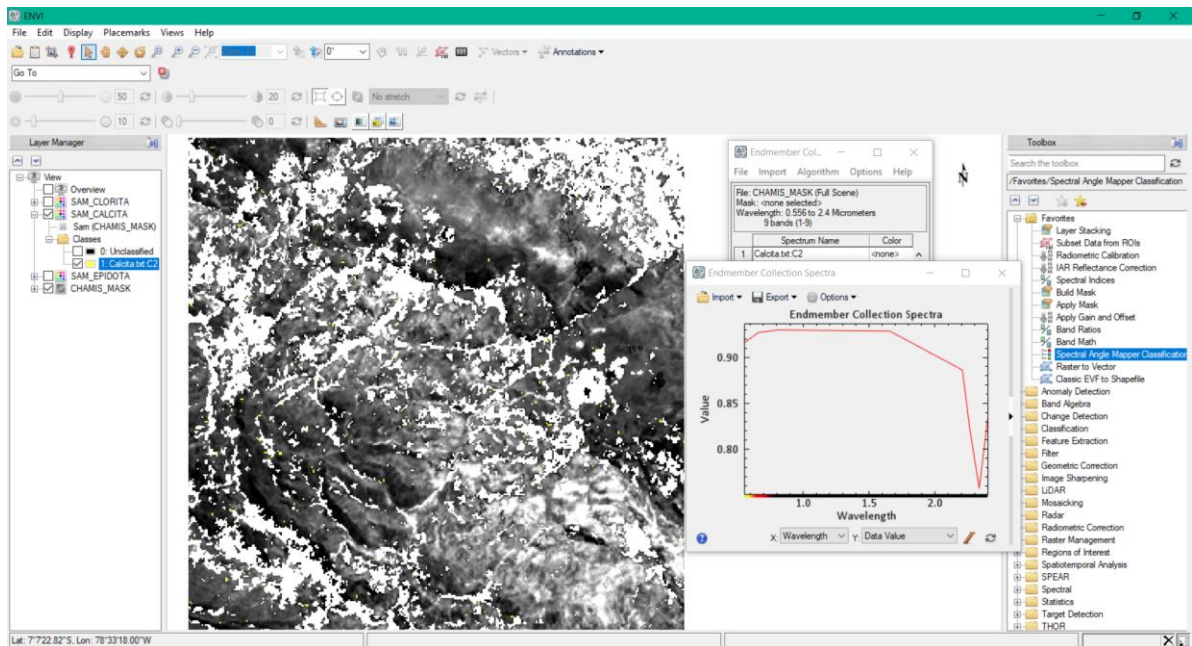 ENVI
File Edit Display Placemarks Views Help
0° Vectors Annotations
Go To
50 20 No stretch
10 0
Layer Manager
View
Overview
SAM_CLORITA
SAM_CALCITA
Sam (CHAMIS_MASK)
Classes
0: Unclassified
1: Calcita.txt:C2
SAM_EPIDOTA
CHAMIS_MASK
Endmember Col...
File Import Algorithm Options Help
File: CHAMIS_MASK (Full Scene)
Mask: <none selected>
Wavelength: 0.556 to 2.4 Micrometers
9 bands (1-9)
Spectrum Name Color
1 Calcita.txt:C2 <none>
N
Endmember Collection Spectra
Import Export Options
Endmember Collection Spectra
0.90
0.85
0.80
Value
1.0 1.5 2.0
Wavelength
X: Wavelength Y: Data Value
Toolbox
Search the toolbox
/Favorites/Spectral Angle Mapper Classification
Favorites
Layer Stacking
Subset Data from ROIs
Radiometric Calibration
IAR Reflectance Correction
Spectral Indices
Build Mask
Apply Mask
Apply Gain and Offset
Band Ratios
Band Math
Spectral Angle Mapper Classification
Raster to Vector
Classic EVF to Shapefile
Anomaly Detection
Band Algebra
Change Detection
Classification
Feature Extraction
Filter
Geometric Correction
Image Sharpening
LiDAR
Mosaicking
Radar
Radiometric Correction
Raster Management
Regions of Interest
Spatiotemporal Analysis
SPEAR
Spectral
Statistics
Target Detection
THOR
Lat: 7°7'22.82"S, Lon: 78°33'18.00"W